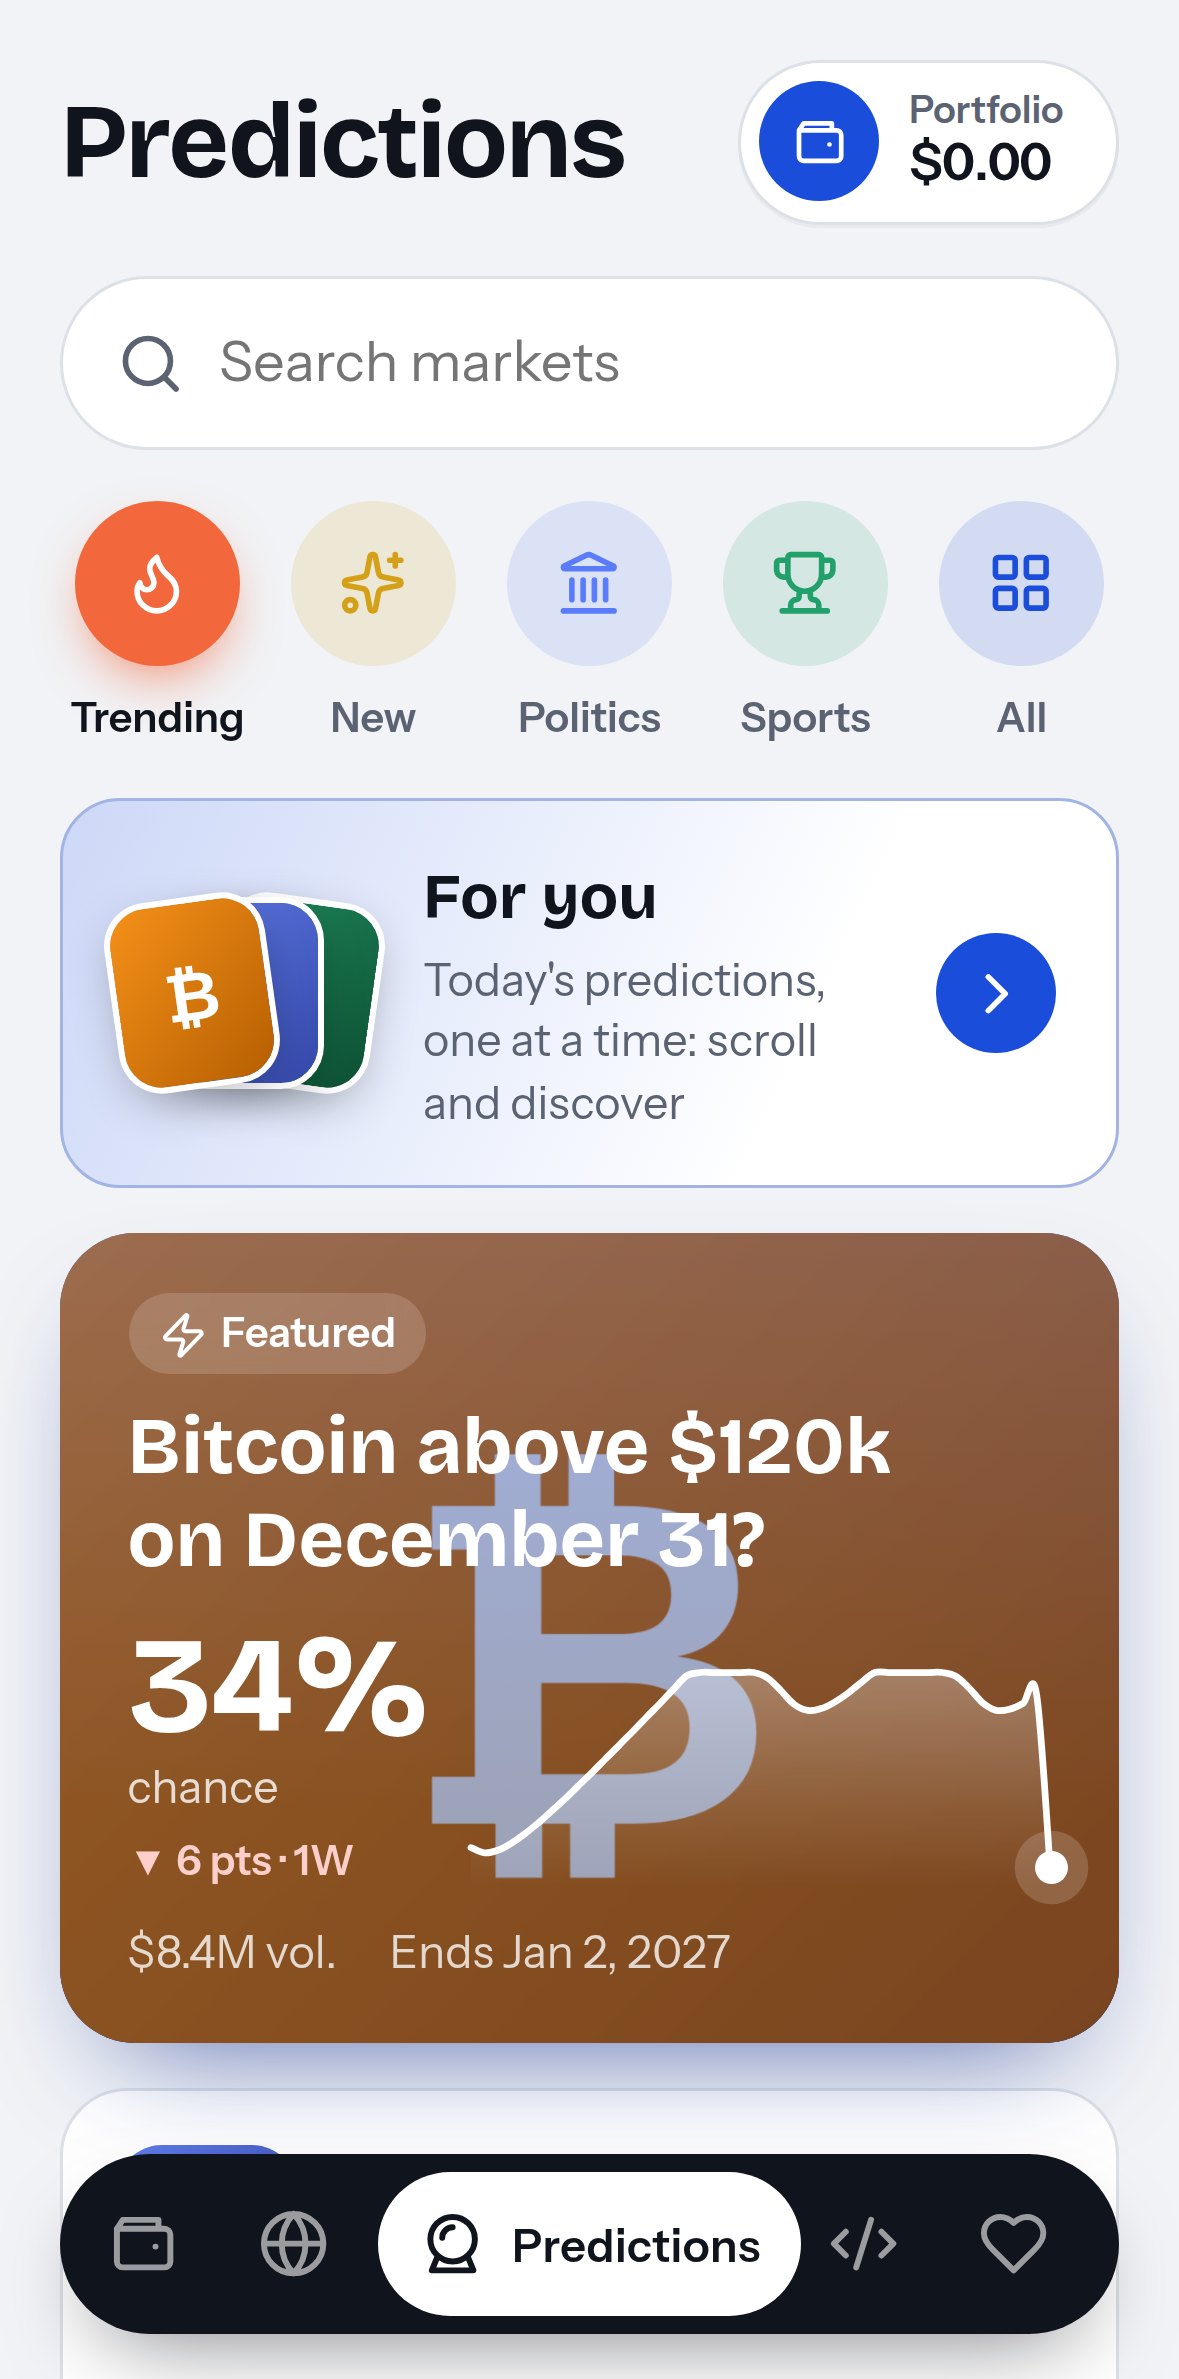 Predictions
Portfolio
$0.00
Search markets
Trending
New
Politics
Sports
All
For you
Today's predictions,
one at a time: scroll
and discover
Featured
Bitcoin above $120k
on December 31?
34%
chance
▼ 6 pts · 1W
$8.4M vol.
Ends Jan 2, 2027
Predictions